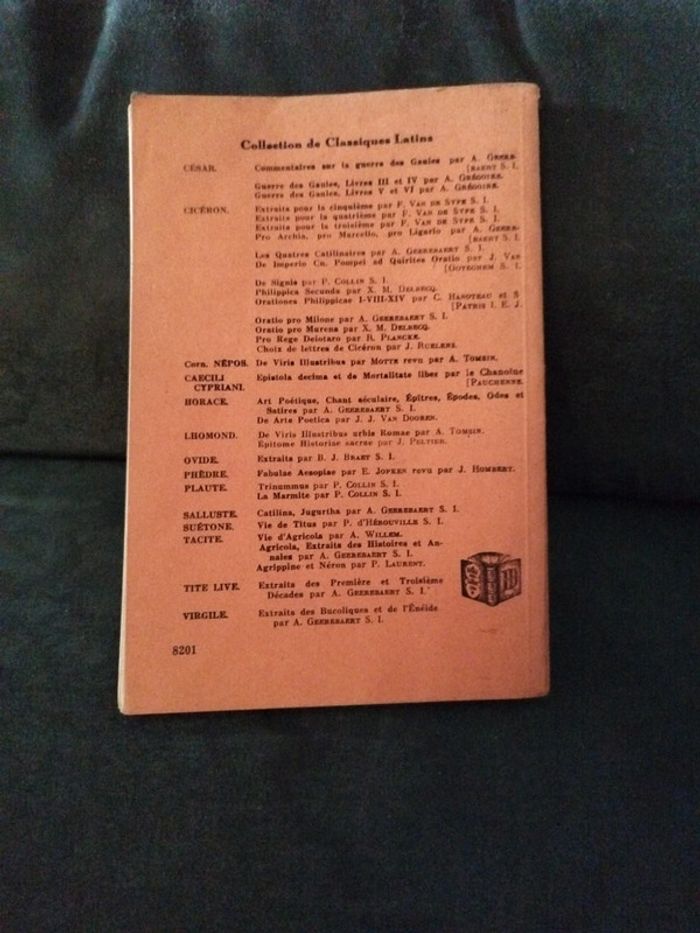 Collection de Classiques Latins
CÉSAR. Commentaires sur la guerre des Gaules par A. GEERE-
[BAERT S. I.
Guerre des Gaules, Livres III et IV par A. GRÉGOIRE.
Guerre des Gaules, Livres V et VI par A. GRÉGOIRE.
CICÉRON. Extraits pour la cinquième par F. VAN DE SYPE S. I.
Extraits pour la quatrième par F. VAN DE SYPE S. I.
Extraits pour la troisième par F. VAN DE SYPE S. I.
Pro Archia, pro Marcello, pro Ligario par A. GEERE-
[BAERT S. I.
Les Quatres Catilinaires par A. GEEREBAERT S. I.
De Imperio Cn. Pompei ad Quirites Oratio par J. VAN
[GOTEGHEM S. I.
De Signis par P. COLLIN S. I.
Philippica Secunda par X. M. DELBECQ.
Orationes Philippicae I-VIII-XIV par C. HANOTEAU et S
[PATRIS I. E. J.
Oratio pro Milone par A. GEEREBAERT S. I.
Oratio pro Murena par X. M. DELBECQ.
Pro Rege Deiotaro par R. PLANCKE.
Choix de lettres de Cicéron par J. RUELENS.
Corn. NÉPOS. De Viris Illustribus par MOTTE revu par A. TOMSIN.
CAECILI Epistola decima et de Mortalitate liber par le Chanoine
CYPRIANI. [PAUCHENNE.
HORACE. Art Poétique, Chant séculaire, Épîtres, Épodes, Odes et
Satires par A. GEEREBAERT S. I.
De Arte Poetica par J. J. VAN DOOREN.
LHOMOND. De Viris Illustribus urbis Romae par A. TOMSIN.
Epitome Historiae sacrae par J. PELTIER.
OVIDE. Extraits par B. J. BRAET S. I.
PHÈDRE. Fabulae Aesopiae par E. JOPKEN revu par J. HOMBERT.
PLAUTE. Trinummus par P. COLLIN S. I.
La Marmite par P. COLLIN S. I.
SALLUSTE. Catilina, Jugurtha par A. GEEREBAERT S. I.
SUÉTONE. Vie de Titus par P. d'HÉROUVILLE S. I.
TACITE. Vie d'Agricola par A. WILLEM.
Agricola, Extraits des Histoires et An-
nales par A. GEEREBAERT S. I.
Agrippine et Néron par P. LAURENT.
TITE LIVE. Extraits des Première et Troisième
Décades par A. GEEREBAERT S. I.
VIRGILE. Extraits des Bucoliques et de l'Énéide
par A. GEEREBAERT S. I.
8201